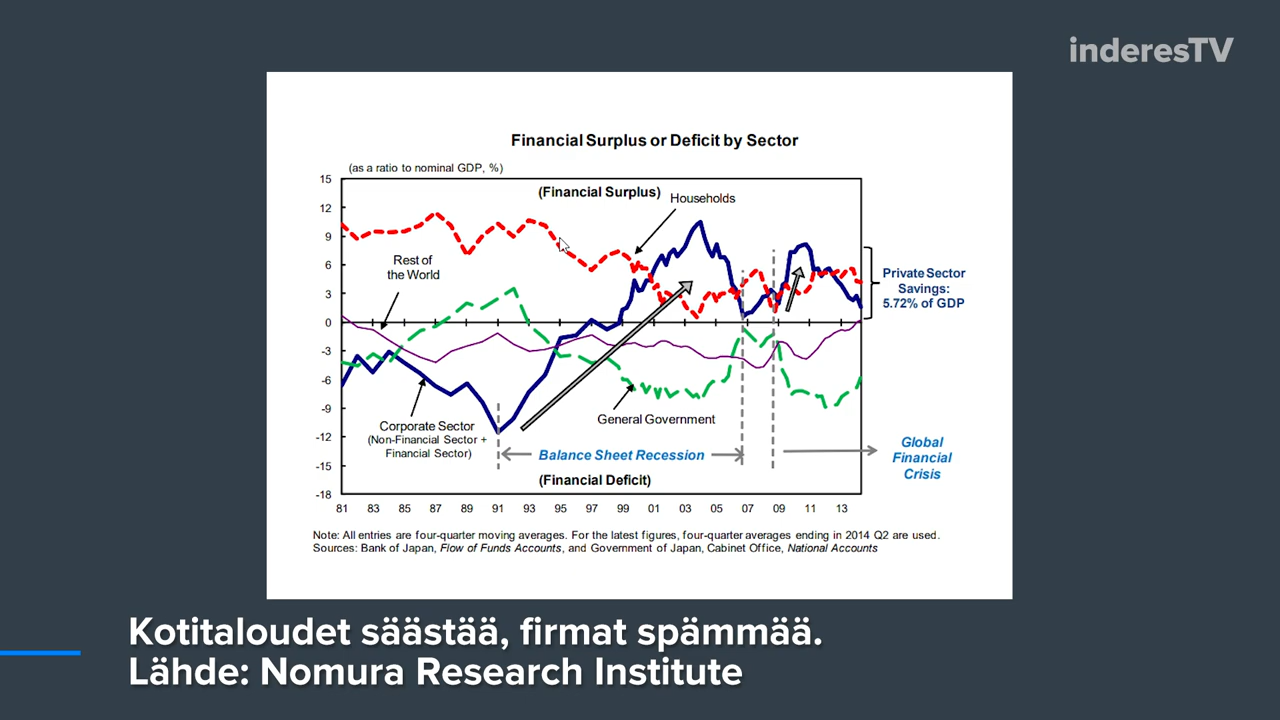 inderesTV
Financial Surplus or Deficit by Sector
(as a ratio to nominal GDP, %)
15
12
9
6
3
0
-3
-6
-9
-12
-15
-18
(Financial Surplus)
Households
Rest of
the World
Private Sector
Savings:
5.72% of GDP
Corporate Sector
(Non-Financial Sector +
Financial Sector)
General Government
Balance Sheet Recession
Global
Financial
Crisis
(Financial Deficit)
81 83 85 87 89 91 93 95 97 99 01 03 05 07 09 11 13
Note: All entries are four-quarter moving averages. For the latest figures, four-quarter averages ending in 2014 Q2 are used.
Sources: Bank of Japan, Flow of Funds Accounts, and Government of Japan, Cabinet Office, National Accounts
Kotitaloudet säästää, firmat spämmää.
Lähde: Nomura Research Institute